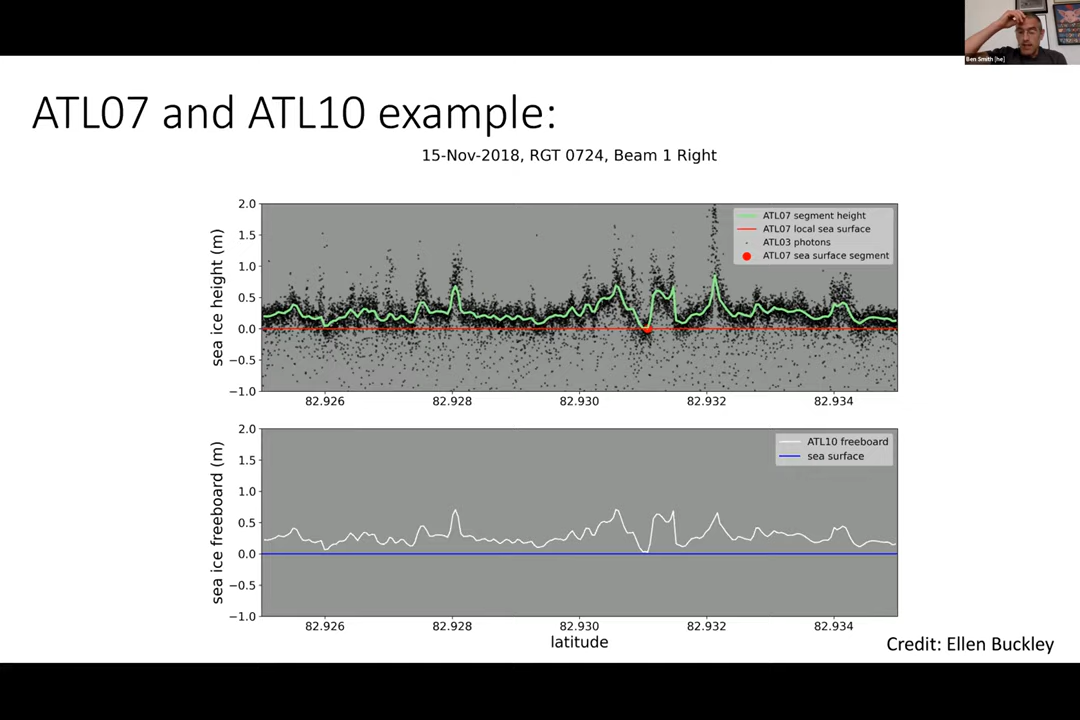 Ben Smith [he]
ATL07 and ATL10 example:
15-Nov-2018, RGT 0724, Beam 1 Right
sea ice height (m)
2.0
1.5
1.0
0.5
0.0
−0.5
−1.0
ATL07 segment height
ATL07 local sea surface
ATL03 photons
ATL07 sea surface segment
82.926 82.928 82.930 82.932 82.934
sea ice freeboard (m)
2.0
1.5
1.0
0.5
0.0
−0.5
−1.0
ATL10 freeboard
sea surface
82.926 82.928 82.930 82.932 82.934
latitude
Credit: Ellen Buckley